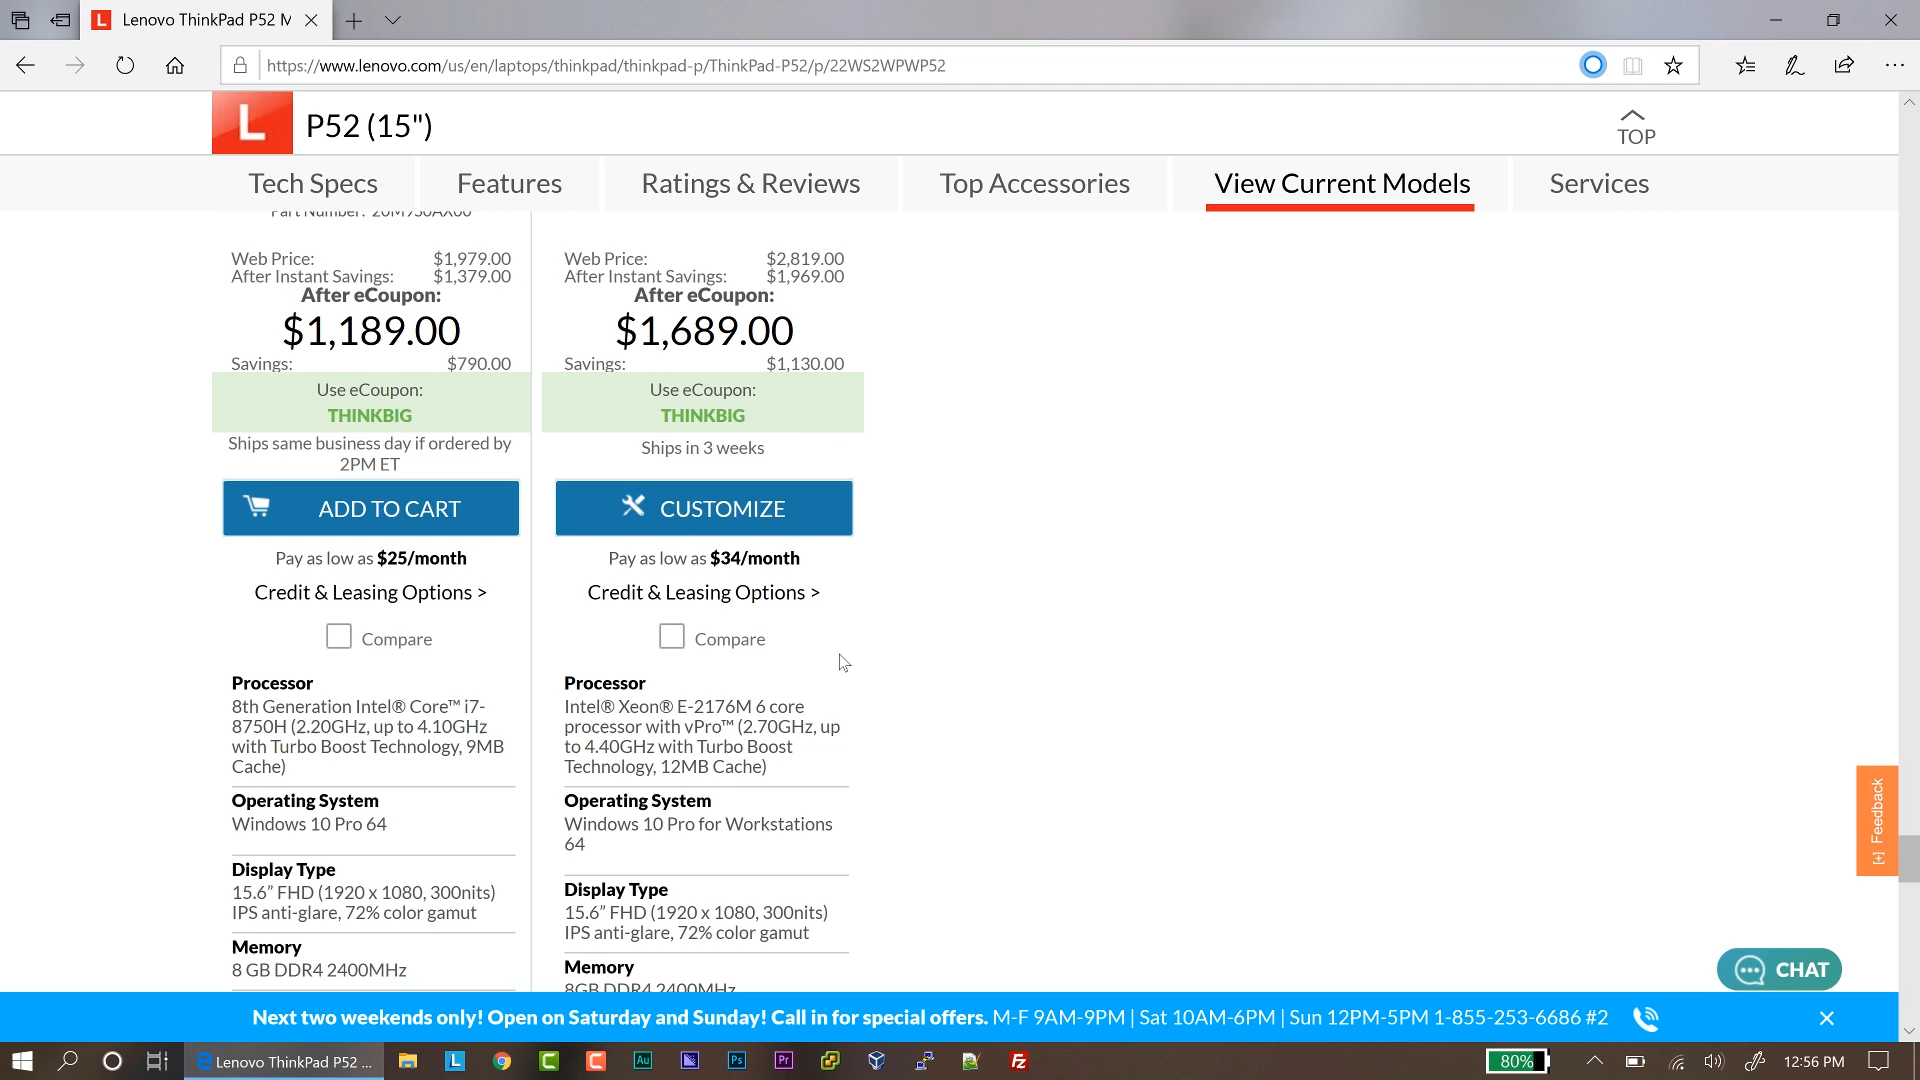 Lenovo ThinkPad P52 M
https://www.lenovo.com/us/en/laptops/thinkpad/thinkpad-p/ThinkPad-P52/p/22WS2WPWP52
L P52 (15")
TOP
Tech Specs Features Ratings & Reviews Top Accessories View Current Models Services
Part Number: 20M9S0AX00
Web Price: $1,979.00
After Instant Savings: $1,379.00
After eCoupon:
$1,189.00
Savings: $790.00
Use eCoupon:
THINKBIG
Ships same business day if ordered by
2PM ET
ADD TO CART
Pay as low as $25/month
Credit & Leasing Options >
Compare
Processor
8th Generation Intel® Core™ i7-
8750H (2.20GHz, up to 4.10GHz
with Turbo Boost Technology, 9MB
Cache)
Operating System
Windows 10 Pro 64
Display Type
15.6” FHD (1920 x 1080, 300nits)
IPS anti-glare, 72% color gamut
Memory
8 GB DDR4 2400MHz
Web Price: $2,819.00
After Instant Savings: $1,969.00
After eCoupon:
$1,689.00
Savings: $1,130.00
Use eCoupon:
THINKBIG
Ships in 3 weeks
CUSTOMIZE
Pay as low as $34/month
Credit & Leasing Options >
Compare
Processor
Intel® Xeon® E-2176M 6 core
processor with vPro™ (2.70GHz, up
to 4.40GHz with Turbo Boost
Technology, 12MB Cache)
Operating System
Windows 10 Pro for Workstations
64
Display Type
15.6” FHD (1920 x 1080, 300nits)
IPS anti-glare, 72% color gamut
Memory
8GB DDR4 2400MHz
[+] Feedback
CHAT
Next two weekends only! Open on Saturday and Sunday! Call in for special offers. M-F 9AM-9PM | Sat 10AM-6PM | Sun 12PM-5PM 1-855-253-6686 #2
Lenovo ThinkPad P52 ...
L
Au
Ps
Pr
80%
12:56 PM